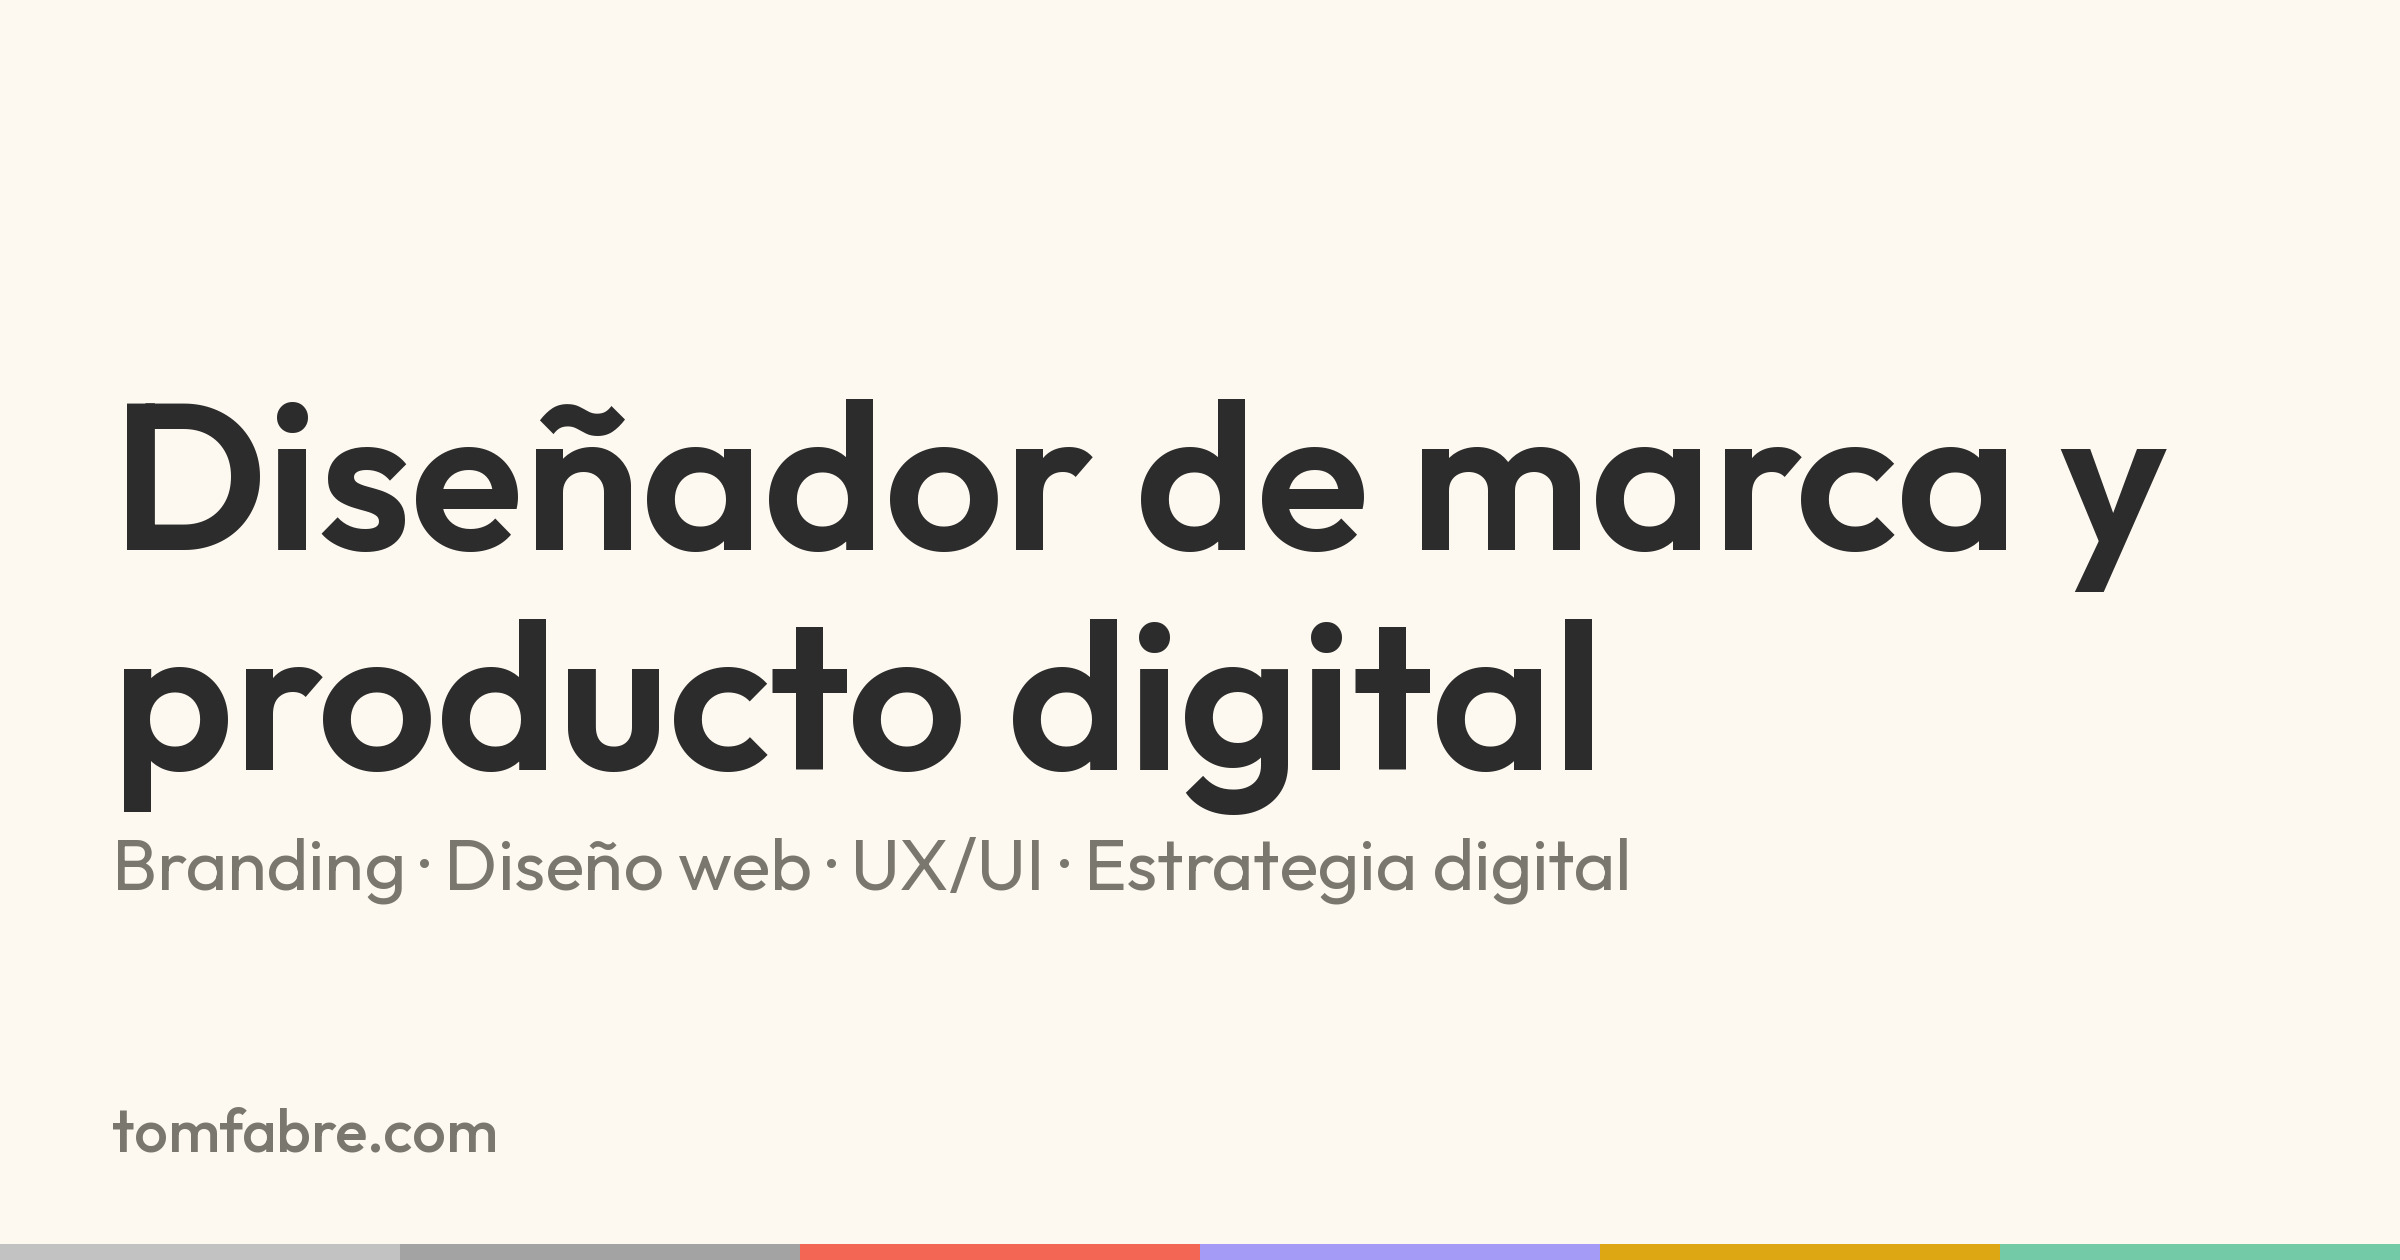 Diseñador de marca y
producto digital
Branding · Diseño web · UX/UI · Estrategia digital
tomfabre.com